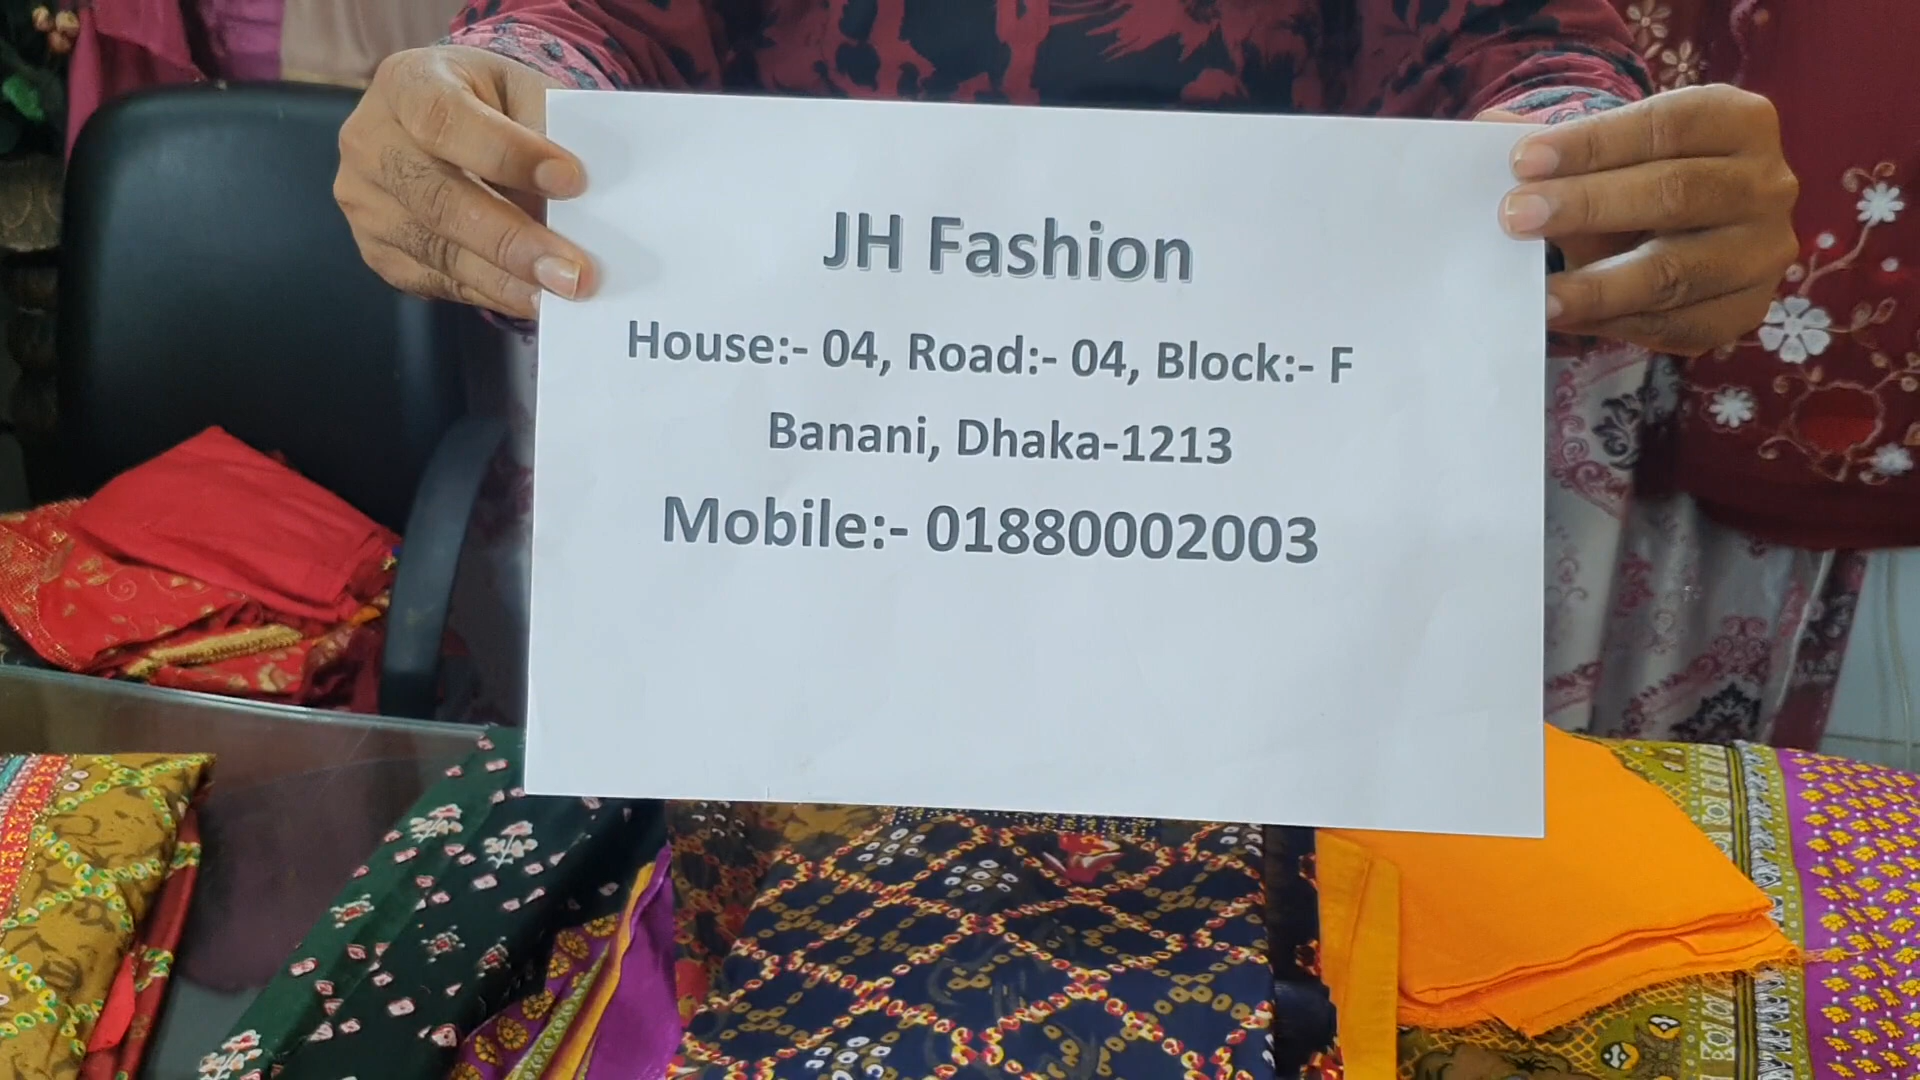 JH Fashion
House:- 04, Road:- 04, Block:- F
Banani, Dhaka-1213
Mobile:- 01880002003